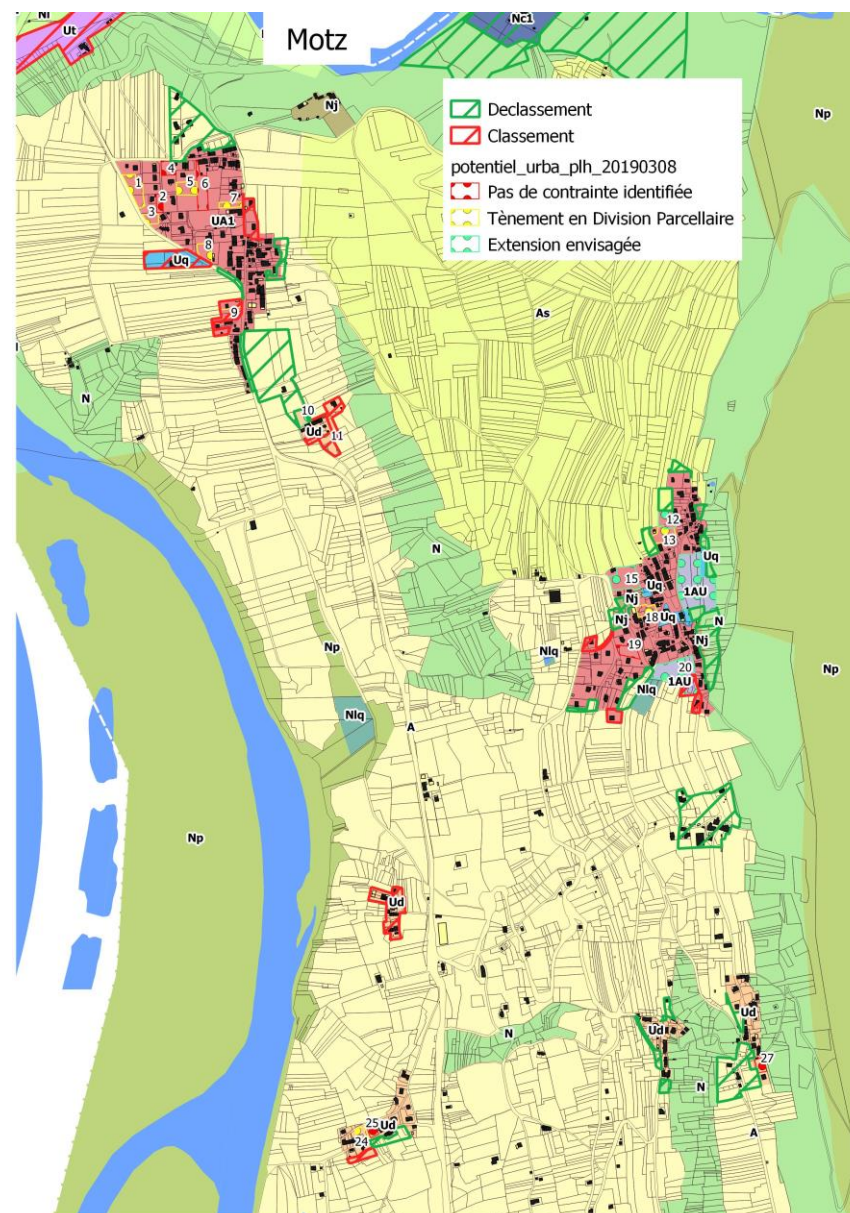 Nl
Ut
Motz
Nc1
Declassement
Classement
potentiel_urba_plh_20190308
Pas de contrainte identifiée
Tènement en Division Parcellaire
Extension envisagée
Nj
Np
4
1
5
6
2
3
7
UA1
8
Uq
9
As
N
10
Ud
11
12
13
N
Uq
15
Uq
1AU
Nj
18
Uq
N
Nj
Nj
19
Np
Nlq
20
1AU
Nlq
Np
Nlq
A
Np
Ud
Ud
Ud
N
27
N
25
Ud
24
A